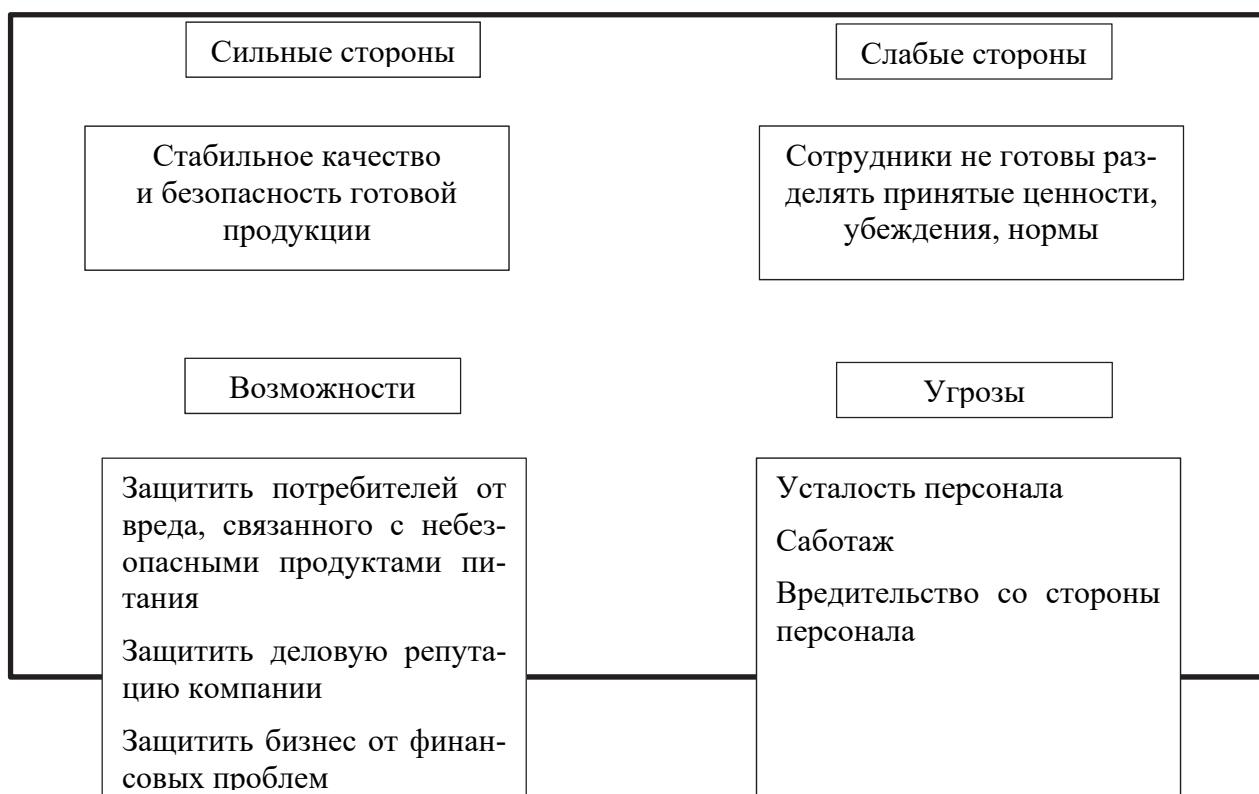 Сильные стороны
Слабые стороны
Стабильное качество
и безопасность готовой
продукции
Сотрудники не готовы раз-
делять принятые ценности,
убеждения, нормы
Возможности
Угрозы
Защитить потребителей от
вреда, связанного с небез-
опасными продуктами пи-
тания
Защитить деловую репута-
цию компании
Защитить бизнес от финан-
совых проблем
Усталость персонала
Саботаж
Вредительство со стороны
персонала